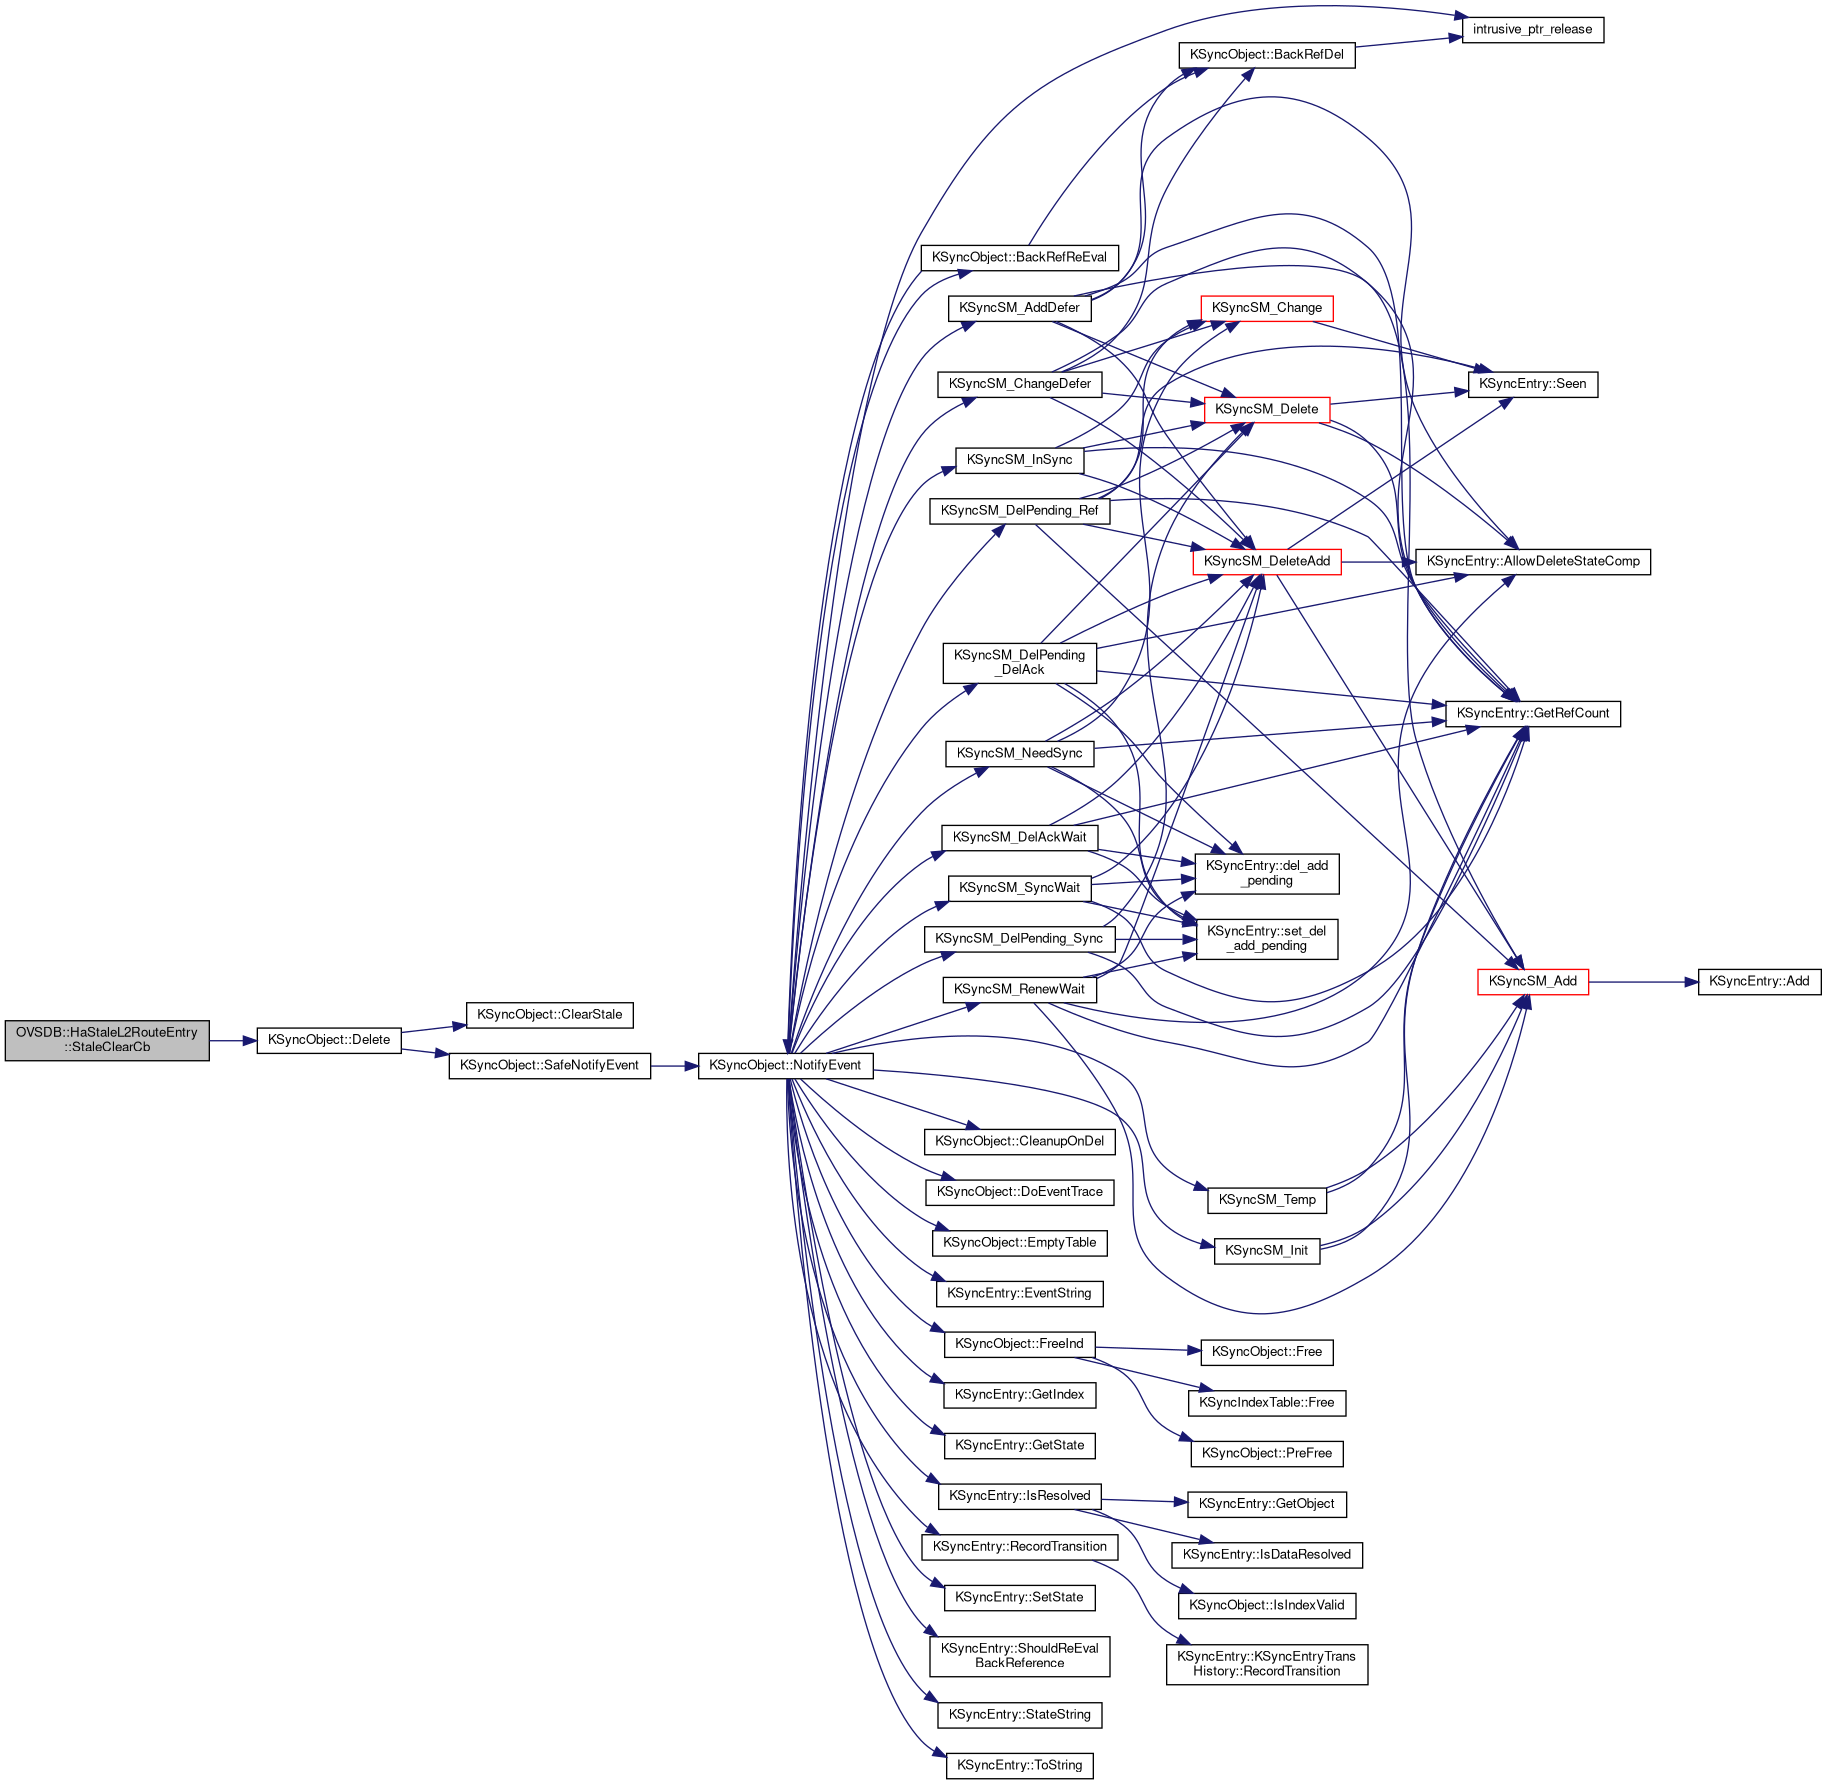 OVSDB::HaStaleL2RouteEntry
::StaleClearCb
KSyncObject::Delete
KSyncObject::ClearStale
KSyncObject::SafeNotifyEvent
KSyncObject::NotifyEvent
KSyncObject::BackRefReEval
KSyncSM_AddDefer
KSyncSM_ChangeDefer
KSyncSM_InSync
KSyncSM_DelPending_Ref
KSyncSM_DelPending
_DelAck
KSyncSM_NeedSync
KSyncSM_DelAckWait
KSyncSM_SyncWait
KSyncSM_DelPending_Sync
KSyncSM_RenewWait
KSyncObject::CleanupOnDel
KSyncObject::DoEventTrace
KSyncObject::EmptyTable
KSyncEntry::EventString
KSyncObject::FreeInd
KSyncEntry::GetIndex
KSyncEntry::GetState
KSyncEntry::IsResolved
KSyncEntry::RecordTransition
KSyncEntry::SetState
KSyncEntry::ShouldReEval
BackReference
KSyncEntry::StateString
KSyncEntry::ToString
KSyncObject::BackRefDel
KSyncSM_Change
KSyncSM_Delete
KSyncSM_DeleteAdd
KSyncEntry::del_add
_pending
KSyncEntry::set_del
_add_pending
KSyncSM_Temp
KSyncSM_Init
KSyncObject::Free
KSyncIndexTable::Free
KSyncObject::PreFree
KSyncEntry::GetObject
KSyncEntry::IsDataResolved
KSyncObject::IsIndexValid
KSyncEntry::KSyncEntryTrans
History::RecordTransition
intrusive_ptr_release
KSyncEntry::Seen
KSyncEntry::AllowDeleteStateComp
KSyncEntry::GetRefCount
KSyncSM_Add
KSyncEntry::Add